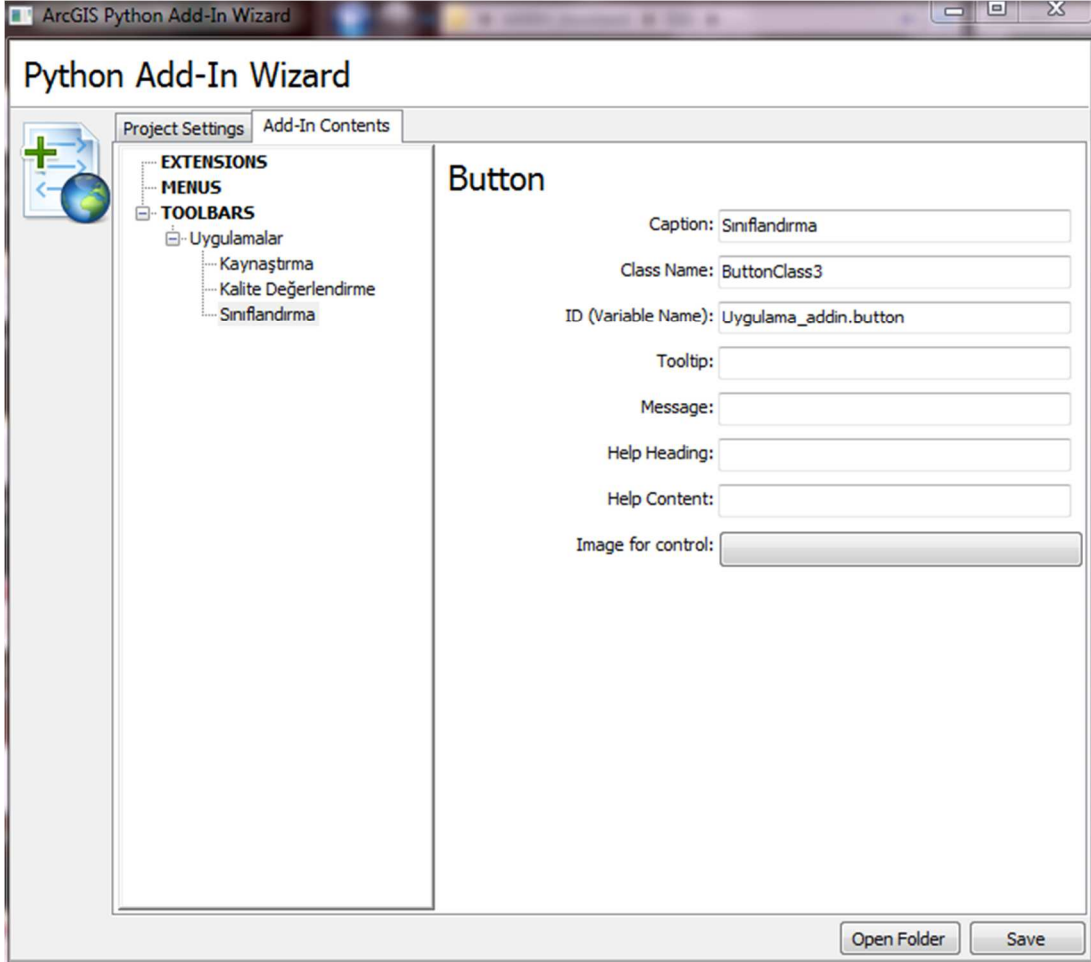 ArcGIS Python Add-In Wizard
Python Add-In Wizard
Project Settings
Add-In Contents
EXTENSIONS
MENUS
TOOLBARS
Uygulamalar
Kaynaştırma
Kalite Değerlendirme
Sınıflandırma
Button
Caption: Sınıflandırma
Class Name: ButtonClass3
ID (Variable Name): Uygulama_addin.button
Tooltip:
Message:
Help Heading:
Help Content:
Image for control:
Open Folder
Save